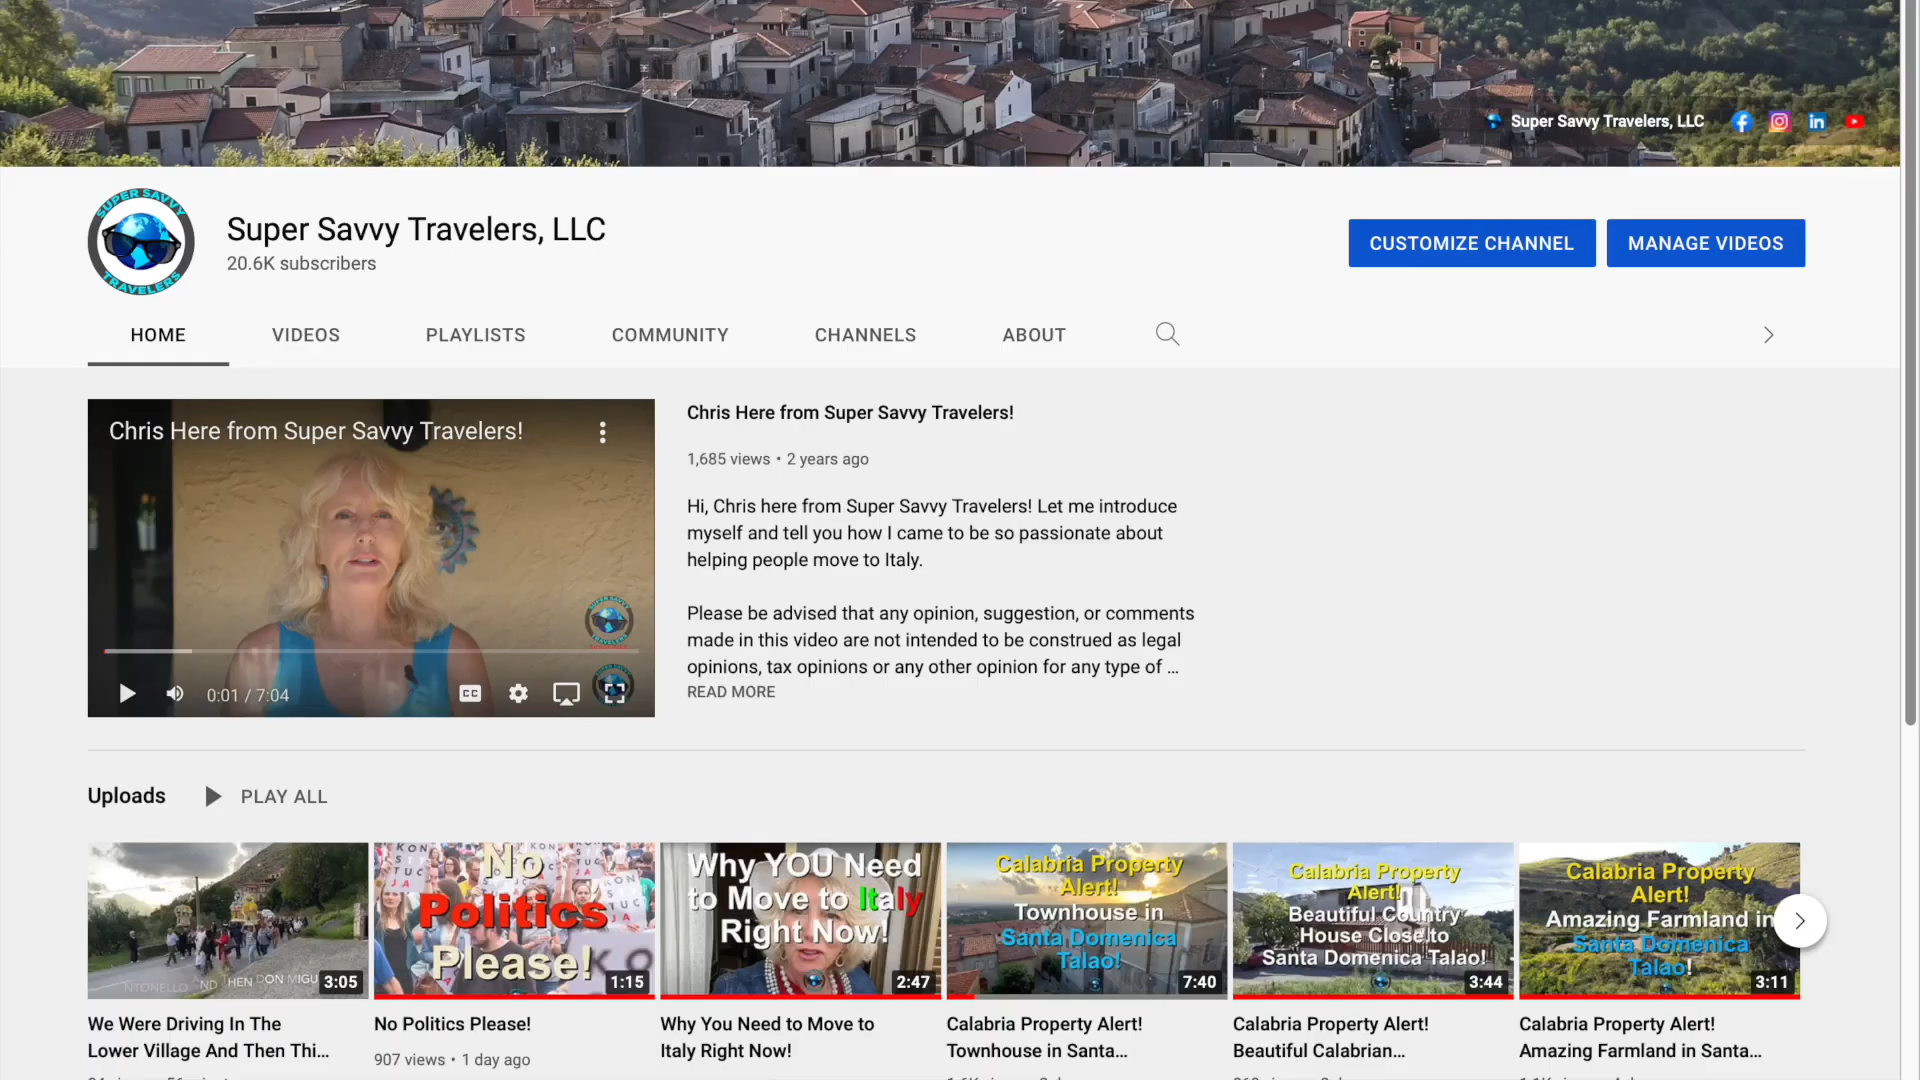 Super Savvy Travelers, LLC
SUPER SAVVY
TRAVELERS
Super Savvy Travelers, LLC
20.6K subscribers
CUSTOMIZE CHANNEL
MANAGE VIDEOS
HOME
VIDEOS
PLAYLISTS
COMMUNITY
CHANNELS
ABOUT
Chris Here from Super Savvy Travelers!
0:01 / 7:04
CC
Chris Here from Super Savvy Travelers!
1,685 views • 2 years ago
Hi, Chris here from Super Savvy Travelers! Let me introduce
myself and tell you how I came to be so passionate about
helping people move to Italy.
Please be advised that any opinion, suggestion, or comments
made in this video are not intended to be construed as legal
opinions, tax opinions or any other opinion for any type of ...
READ MORE
Uploads
PLAY ALL
THEN DON MIGU
3:05
We Were Driving In The
Lower Village And Then Thi...
No
Politics
Please!
1:15
No Politics Please!
907 views • 1 day ago
Why YOU Need
to Move to Italy
Right Now!
2:47
Why You Need to Move to
Italy Right Now!
Calabria Property
Alert!
Townhouse in
Santa Domenica
Talao!
7:40
Calabria Property Alert!
Townhouse in Santa...
Calabria Property
Alert!
Beautiful Country
House Close to
Santa Domenica Talao!
3:44
Calabria Property Alert!
Beautiful Calabrian...
Calabria Property
Alert!
Amazing Farmland in
Santa Domenica
Talao!
3:11
Calabria Property Alert!
Amazing Farmland in Santa...